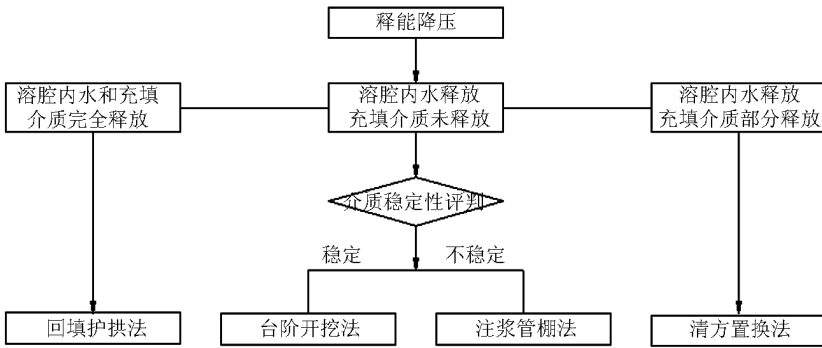 释能降压
溶腔内水和充填
介质完全释放
溶腔内水释放
充填介质未释放
溶腔内水释放
充填介质部分释放
介质稳定性评判
稳定
不稳定
回填护拱法
台阶开挖法
注浆管棚法
清方置换法